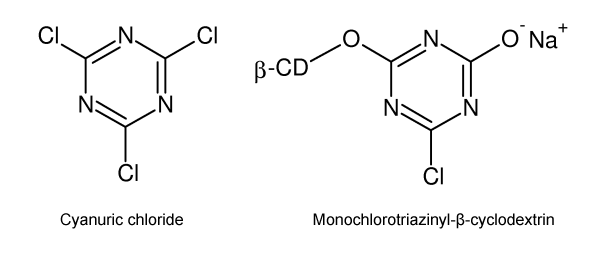 Cl N Cl
N N
Cl
Cyanuric chloride
β-CD O N O- Na+
N N
Cl
Monochlorotriazinyl-β-cyclodextrin